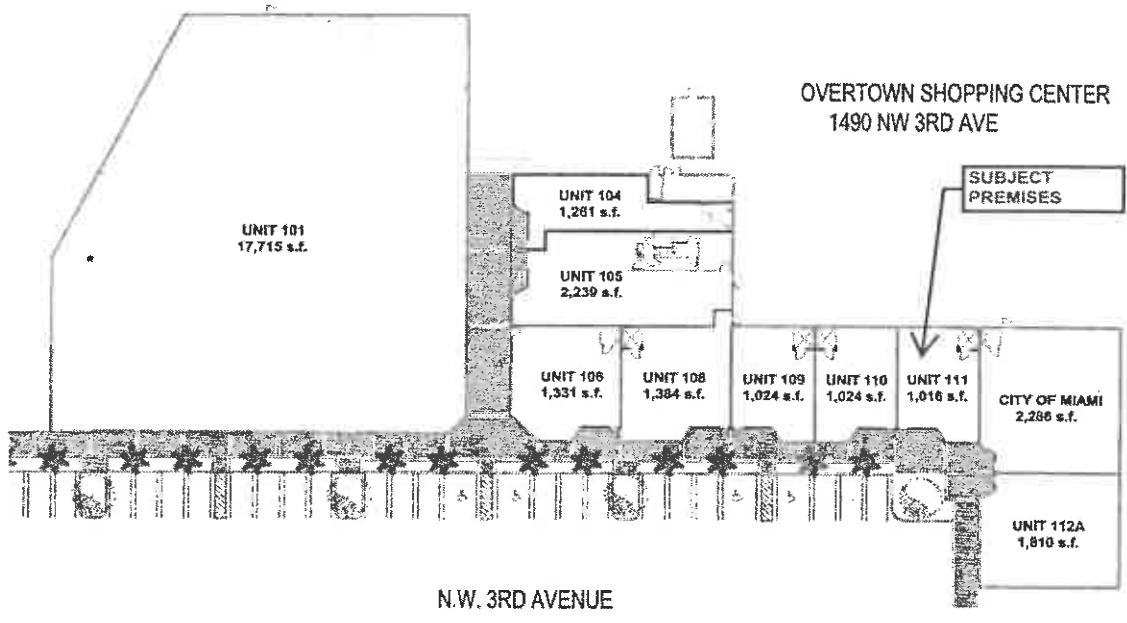 OVERTOWN SHOPPING CENTER
1490 NW 3RD AVE
SUBJECT
PREMISES
UNIT 101
17,715 s.f.
UNIT 104
1,261 s.f.
UNIT 105
2,239 s.f.
UNIT 106
1,331 s.f.
UNIT 108
1,384 s.f.
UNIT 109
1,024 s.f.
UNIT 110
1,024 s.f.
UNIT 111
1,016 s.f.
CITY OF MIAMI
2,286 s.f.
UNIT 112A
1,810 s.f.
N.W. 3RD AVENUE